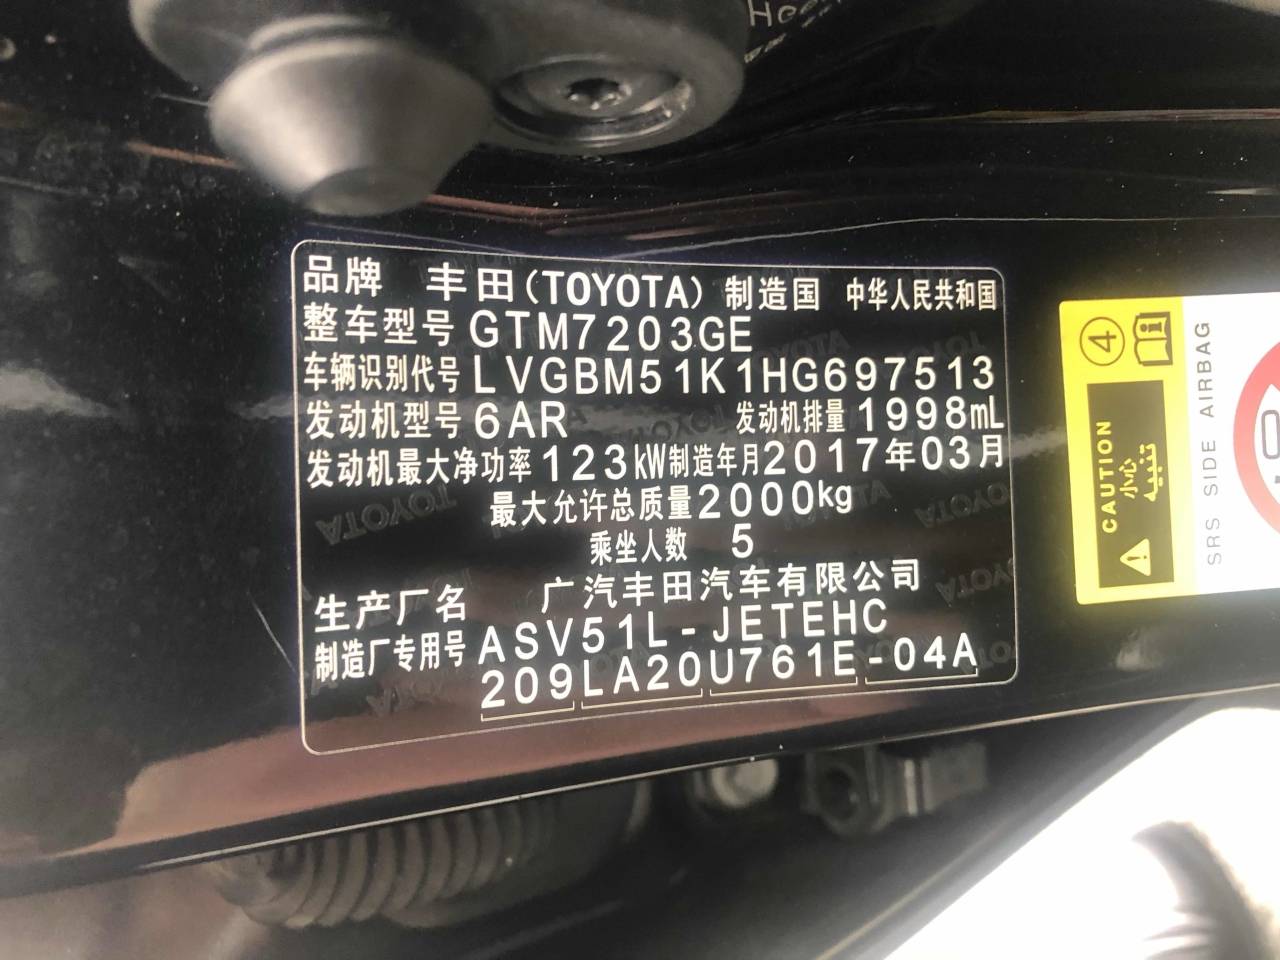 品牌 丰田(TOYOTA) 制造国 中华人民共和国
整车型号 GTM7203GE
车辆识别代号 LVGBM51K1HG697513
发动机型号 6AR 发动机排量 1998mL
发动机最大净功率 123kW 制造年月 2017年03月
最大允许总质量 2000kg
乘坐人数 5
生产厂名 广汽丰田汽车有限公司
制造厂专用号 ASV51L-JETEHC
209LA20U761E-04A
4
CAUTION
小心
تنبيه
SRS SIDE AIRBAG